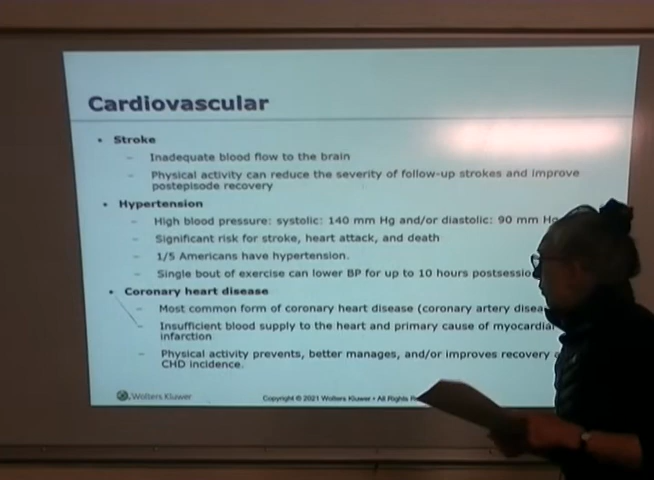 Cardiovascular
• Stroke
– Inadequate blood flow to the brain
– Physical activity can reduce the severity of follow-up strokes and improve
postepisode recovery
• Hypertension
– High blood pressure: systolic: 140 mm Hg and/or diastolic: 90 mm Hg
– Significant risk for stroke, heart attack, and death
– 1/5 Americans have hypertension.
– Single bout of exercise can lower BP for up to 10 hours
• Coronary heart disease
– Most common form of coronary heart disease (coronary artery
– Insufficient blood supply to the heart and primary cause of myocardial
infarction
– Physical activity prevents, better manages, and/or improves recovery
CHD incidence.
Wolters Kluwer
Copyright © 2021 Wolters Kluwer • All Rights